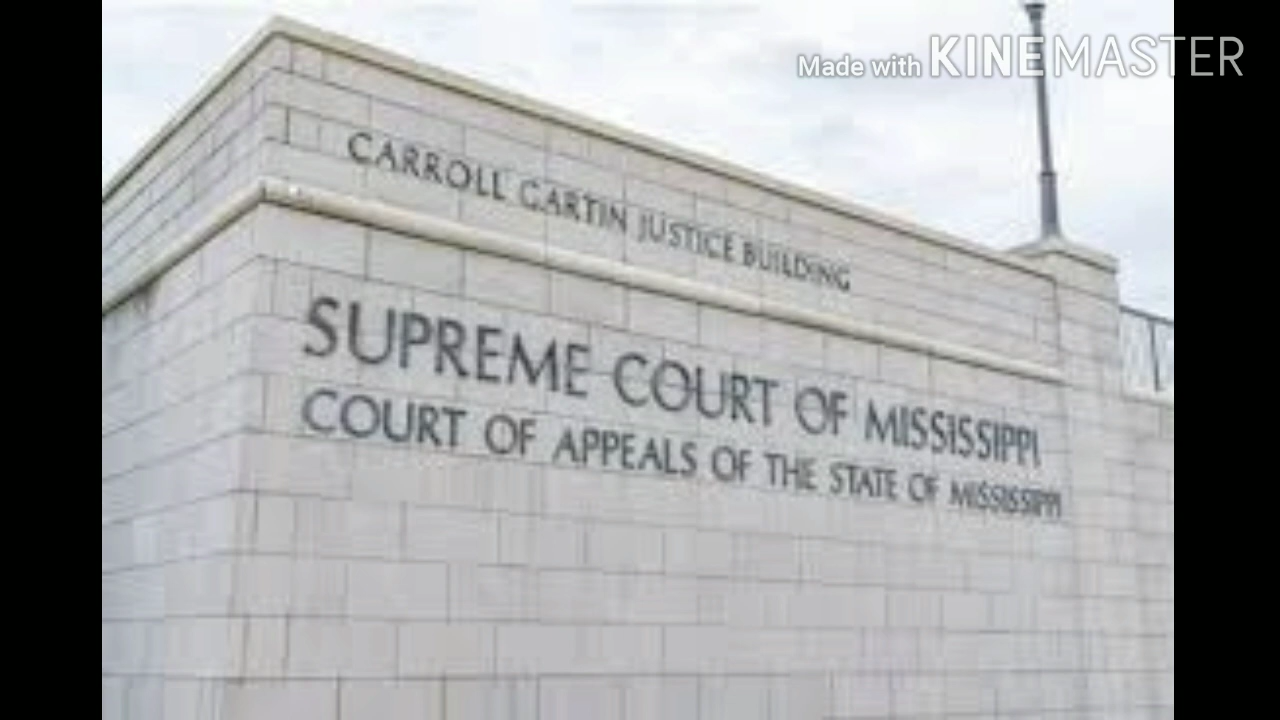 Made with KINEMASTER
CARROLL GARTIN JUSTICE BUILDING
SUPREME COURT OF MISSISSIPPI
COURT OF APPEALS OF THE STATE OF MISSISSIPPI